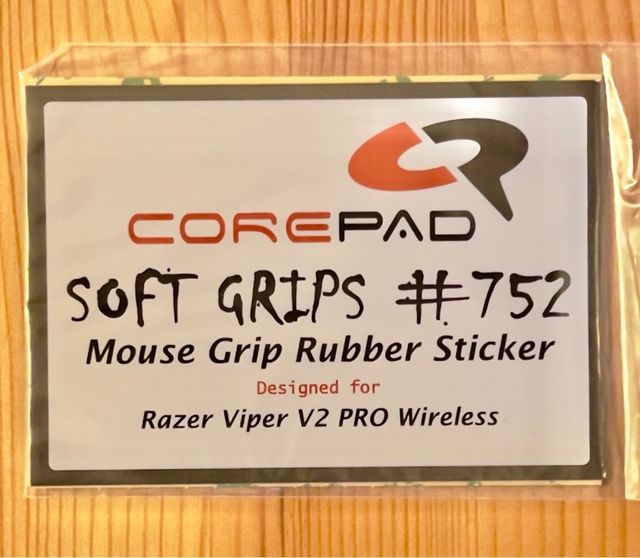 COREPAD
SOFT GRIPS #752
Mouse Grip Rubber Sticker
Designed for
Razer Viper V2 PRO Wireless